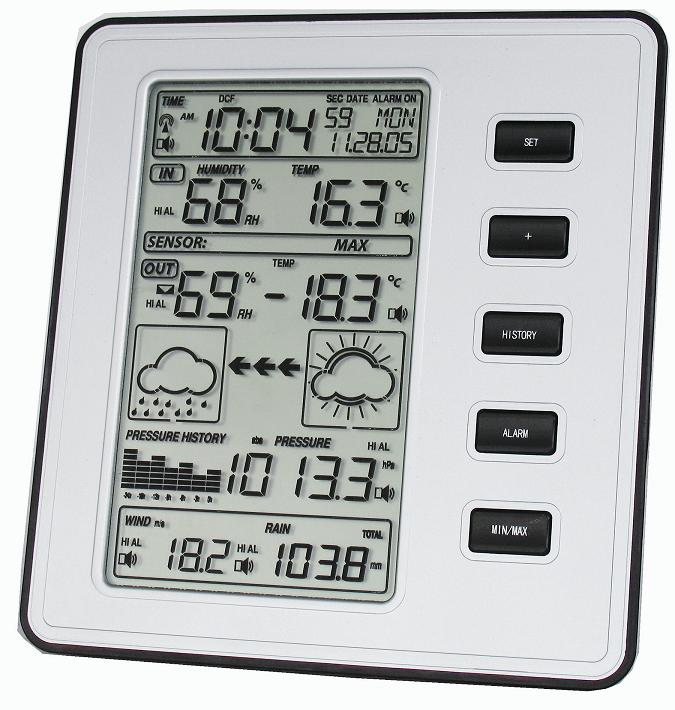 TIME DCF SEC DATE ALARM ON
AM 10:04 59 MON
11.28.05
IN HUMIDITY TEMP
HI AL 68 % RH 16.3 °C
SENSOR: MAX
OUT TEMP
HI AL 69 % RH -18.3 °C
PRESSURE HISTORY abs PRESSURE HI AL
1013.3 hPa
WIND m/s RAIN TOTAL
HI AL 18.2 HI AL 103.8 mm
SET
+
HISTORY
ALARM
MIN/MAX